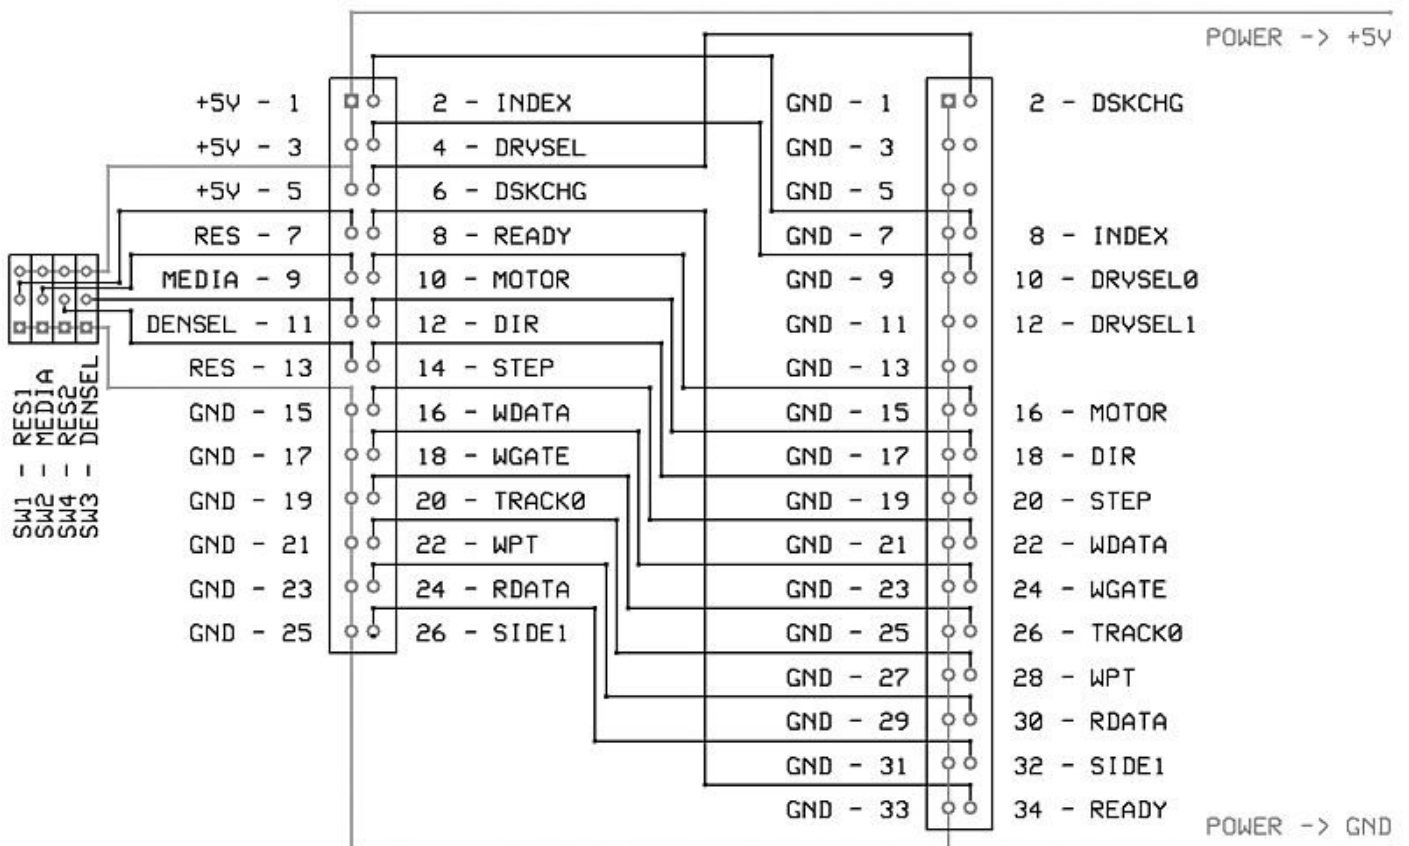 POWER -> +5V
+5V - 1 2 - INDEX GND - 1 2 - DSKCHG
+5V - 3 4 - DRVSEL GND - 3
+5V - 5 6 - DSKCHG GND - 5
RES - 7 8 - READY GND - 7 8 - INDEX
MEDIA - 9 10 - MOTOR GND - 9 10 - DRVSEL0
DENSEL - 11 12 - DIR GND - 11 12 - DRVSEL1
RES - 13 14 - STEP GND - 13
GND - 15 16 - WDATA GND - 15 16 - MOTOR
GND - 17 18 - WGATE GND - 17 18 - DIR
GND - 19 20 - TRACK0 GND - 19 20 - STEP
GND - 21 22 - WPT GND - 21 22 - WDATA
GND - 23 24 - RDATA GND - 23 24 - WGATE
GND - 25 26 - SIDE1 GND - 25 26 - TRACK0
GND - 27 28 - WPT
GND - 29 30 - RDATA
GND - 31 32 - SIDE1
GND - 33 34 - READY
POWER -> GND
SW1 - RES1
SW2 - MEDIA
SW4 - RES2
SW3 - DENSEL